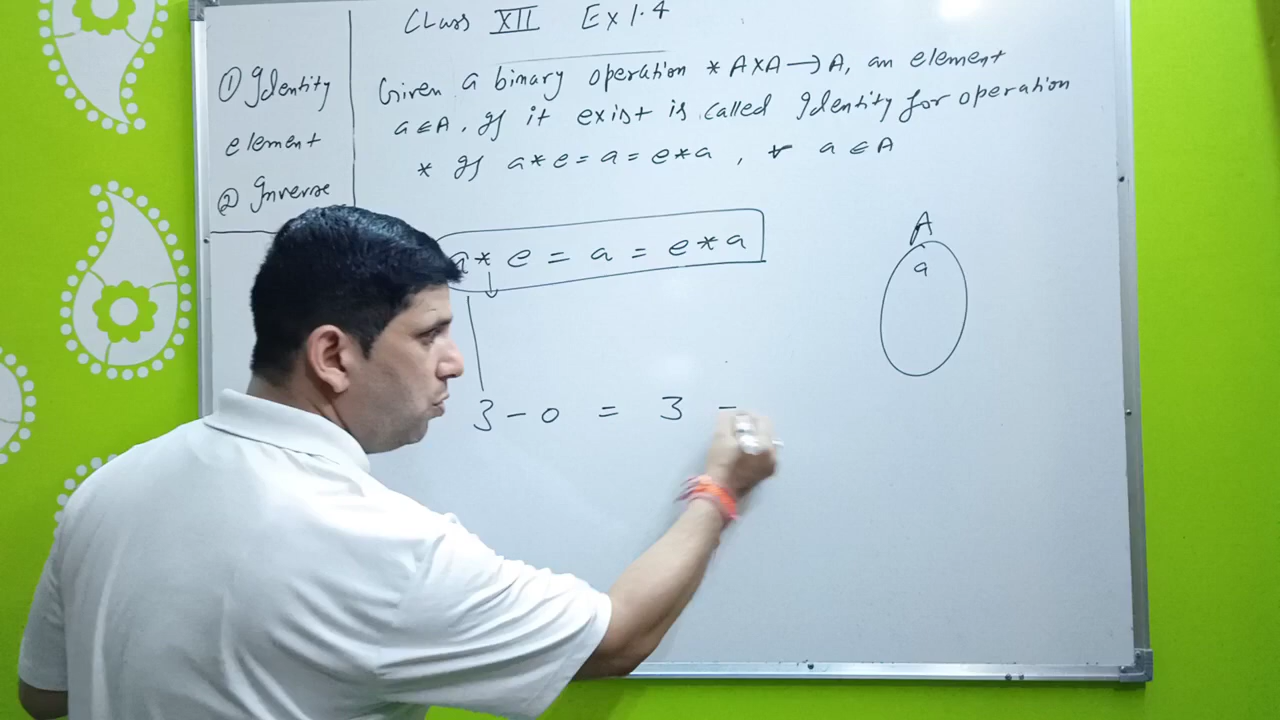 Class XII Ex 1.4
① Identity
element
② Inverse
Given a binary operation * A×A→A, an element
a∈A, If it exist is called Identity for operation
* If a*e=a=e*a, ∀ a∈A
a* e = a = e*a
A
a
3-0 = 3 =